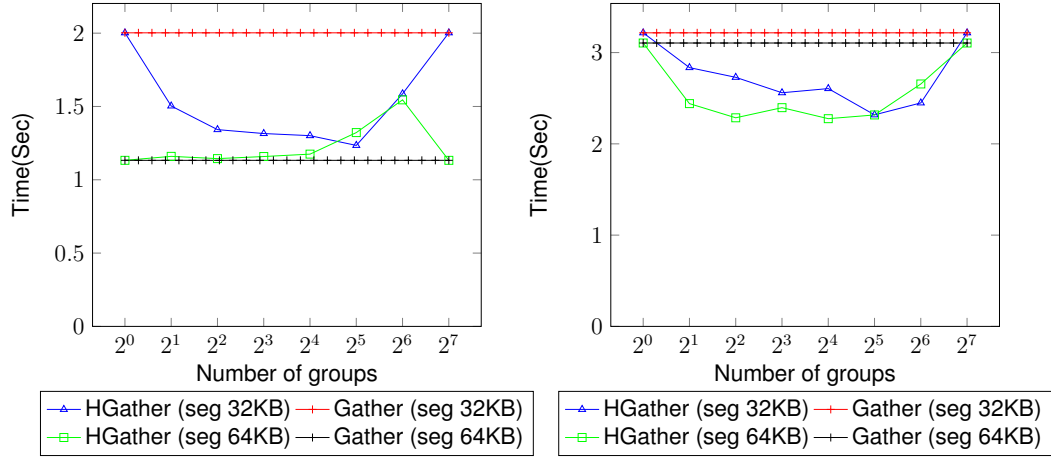 2
1.5
1
0.5
0
Time(Sec)
2^0 2^1 2^2 2^3 2^4 2^5 2^6 2^7
Number of groups
HGather (seg 32KB) Gather (seg 32KB)
HGather (seg 64KB) Gather (seg 64KB)
3
2
1
0
Time(Sec)
2^0 2^1 2^2 2^3 2^4 2^5 2^6 2^7
Number of groups
HGather (seg 32KB) Gather (seg 32KB)
HGather (seg 64KB) Gather (seg 64KB)